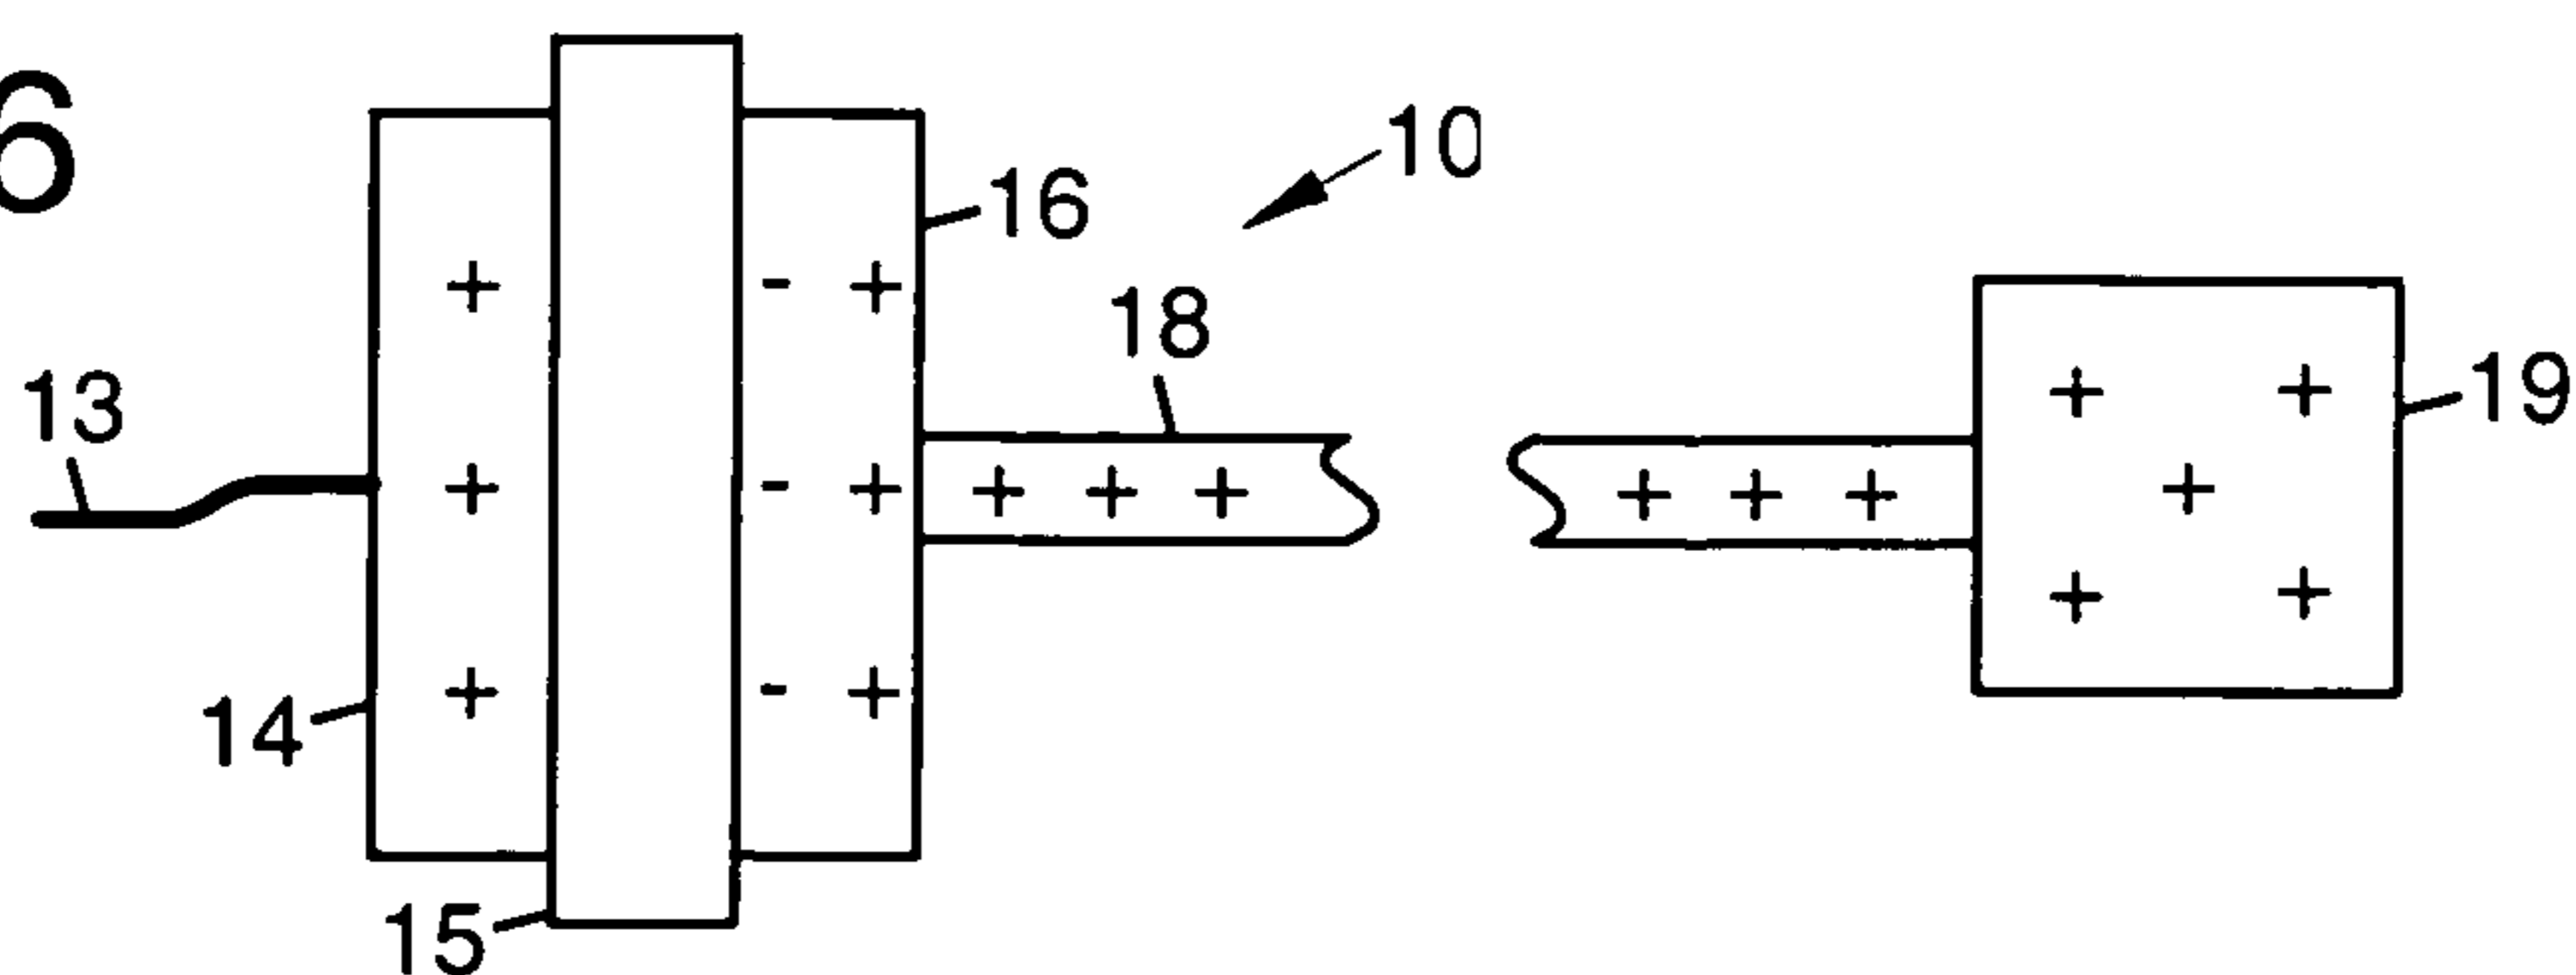 6
10
16
18
13
19
14
15
+ - +
+ - +
+ - +
+ + +
+ + +
+ +
+
+ +